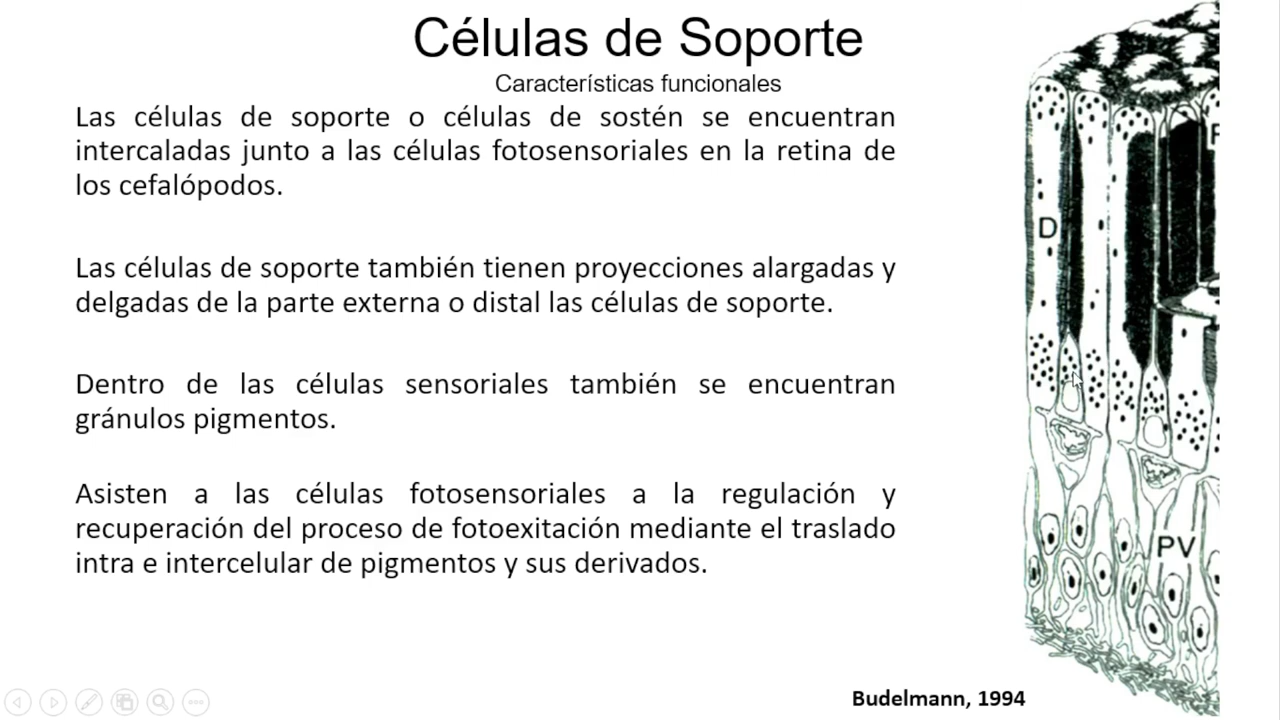 Células de Soporte
Características funcionales
Las células de soporte o células de sostén se encuentran
intercaladas junto a las células fotosensoriales en la retina de
los cefalópodos.
Las células de soporte también tienen proyecciones alargadas y
delgadas de la parte externa o distal las células de soporte.
Dentro de las células sensoriales también se encuentran
gránulos pigmentos.
Asisten a las células fotosensoriales a la regulación y
recuperación del proceso de fotoexitación mediante el traslado
intra e intercelular de pigmentos y sus derivados.
D
PV
Budelmann, 1994